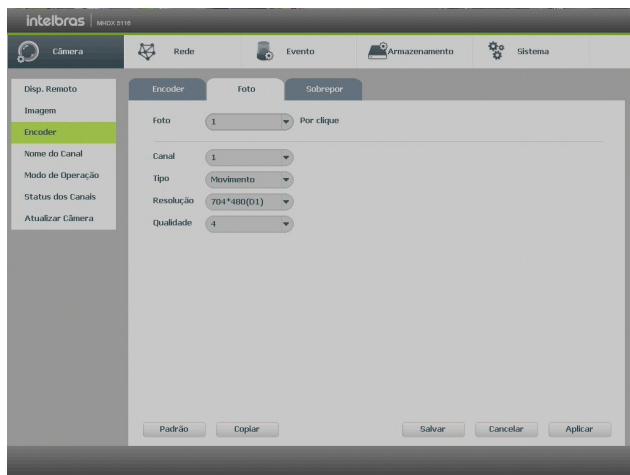 intelbras | MHDX 5116
Câmera Rede Evento Armazenamento Sistema
Disp. Remoto
Imagem
Encoder
Nome do Canal
Modo de Operação
Status dos Canais
Atualizar Câmera
Encoder Foto Sobrepor
Foto 1 Por clique
Canal 1
Tipo Movimento
Resolução 704*480(D1)
Qualidade 4
Padrão Copiar Salvar Cancelar Aplicar